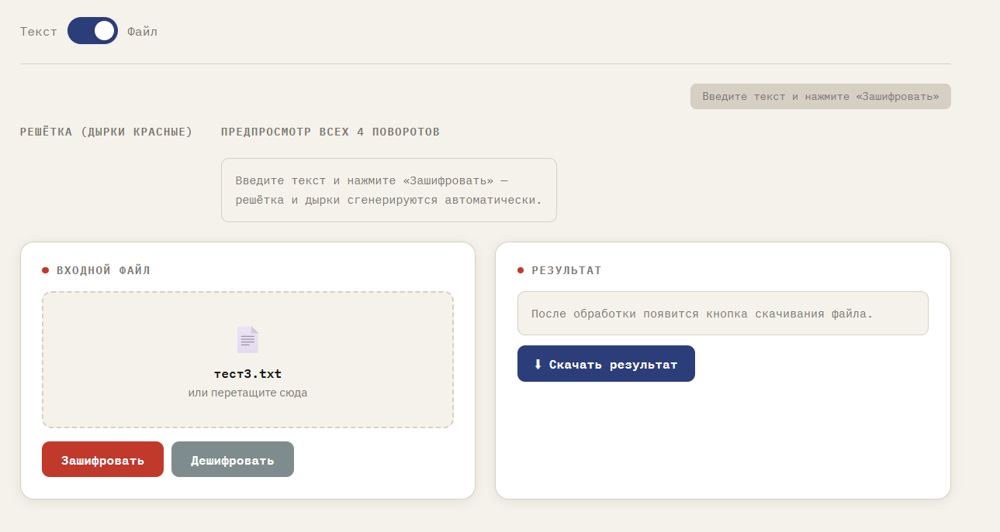 Текст Файл
Введите текст и нажмите «Зашифровать»
РЕШЁТКА (ДЫРКИ КРАСНЫЕ)
ПРЕДПРОСМОТР ВСЕХ 4 ПОВОРОТОВ
Введите текст и нажмите «Зашифровать» —
решётка и дырки сгенерируются автоматически.
ВХОДНОЙ ФАЙЛ
тест3.txt
или перетащите сюда
Зашифровать
Дешифровать
РЕЗУЛЬТАТ
После обработки появится кнопка скачивания файла.
⬇ Скачать результат